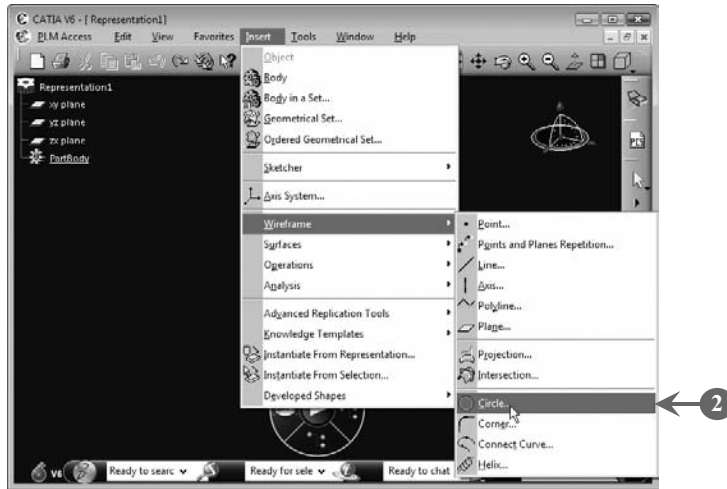 CATIA V6 - [ Representation1]
PLM Access Edit View Favorites Insert Tools Window Help
Representation1
xy plane
yz plane
zx plane
PartBody
Object
Body
Body in a Set...
Geometrical Set...
Ordered Geometrical Set...
Sketcher
Axis System...
Wireframe
Surfaces
Operations
Analysis
Advanced Replication Tools
Knowledge Templates
Instantiate From Representation...
Instantiate From Selection...
Developed Shapes
Point...
Points and Planes Repetition...
Line...
Axis...
Polyline...
Plane...
Projection...
Intersection...
Circle...
Corner...
Connect Curve...
Helix...
2
V6 Ready to searc Ready for sele Ready to chat